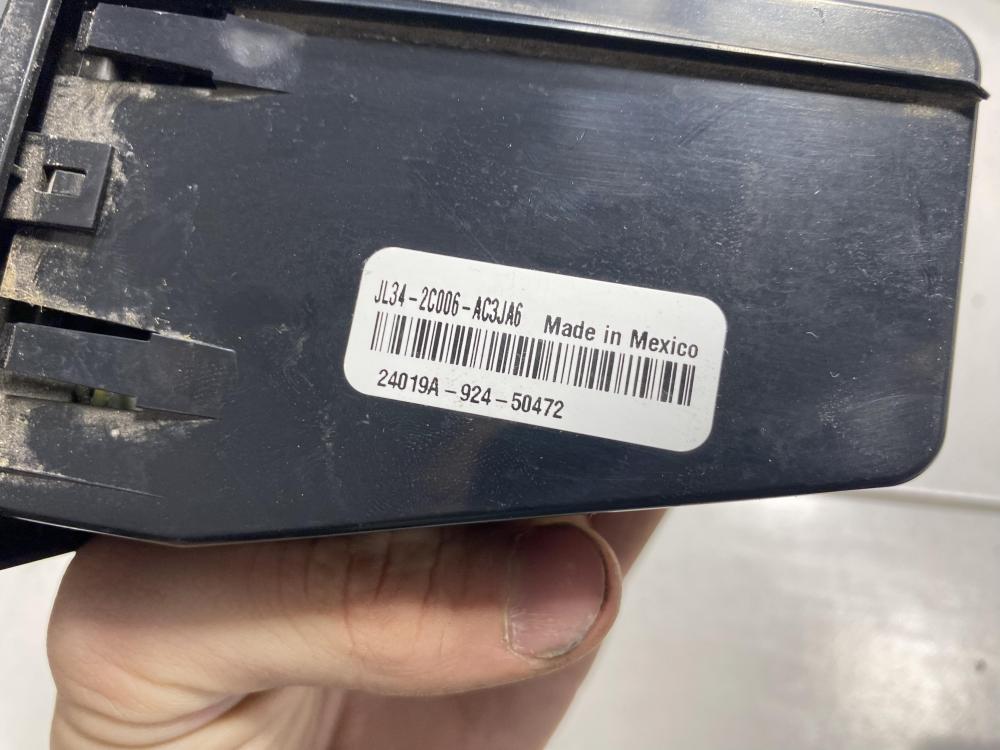 JL34-2C006-AC3JA6 Made in Mexico
24019A-924-50472